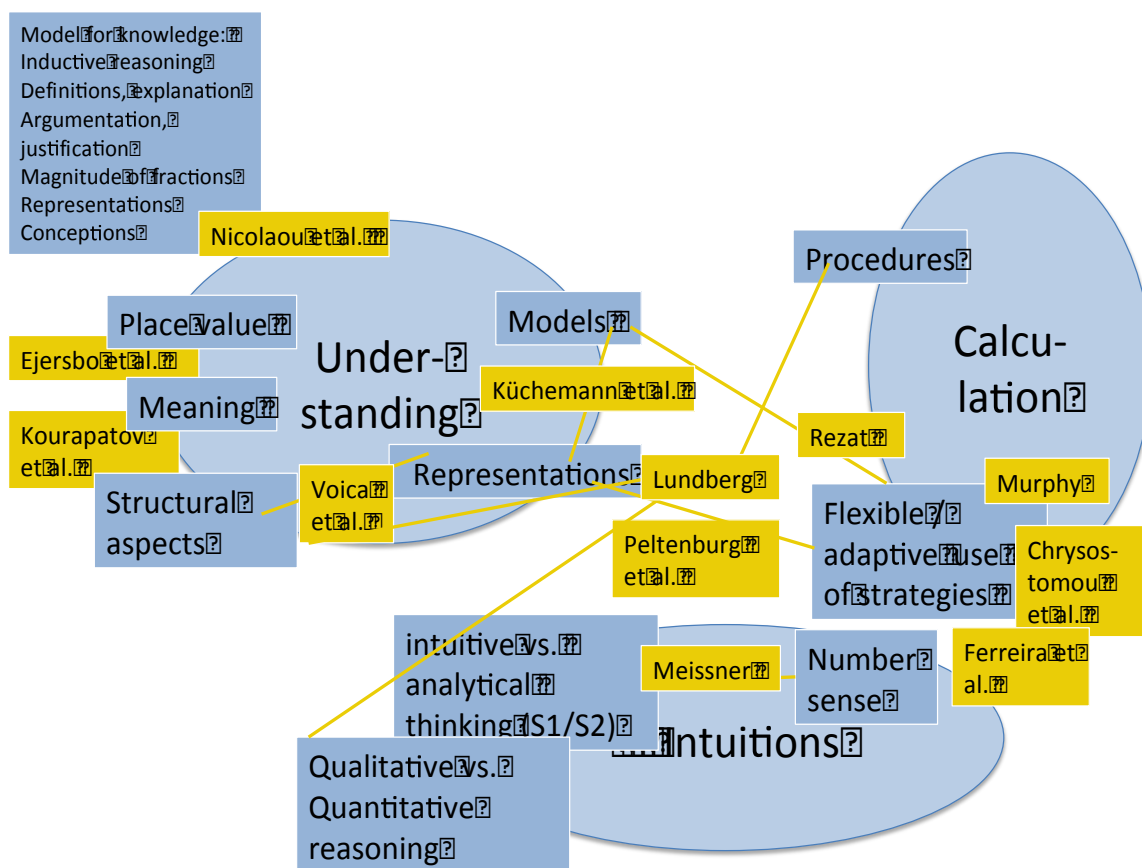 Model for knowledge:
Inductive reasoning
Definitions, explanation
Argumentation,
justification
Magnitude of fractions
Representations
Conceptions
Nicolaou et al.
Place value
Ejersbo et al.
Meaning
Kourapatov
et al.
Structural
aspects
Under-
standing
Voica
et al.
Models
Küchemann et al.
Representations
Lundberg
Peltenburg
et al.
Procedures
Calcu-
lation
Rezat
Murphy
Flexible /
adaptive use
of strategies
Chrysos-
tomou
et al.
Ferreira et
al.
intuitive vs.
analytical
thinking (S1/S2)
Meissner
Number
sense
Intuitions
Qualitative vs.
Quantitative
reasoning